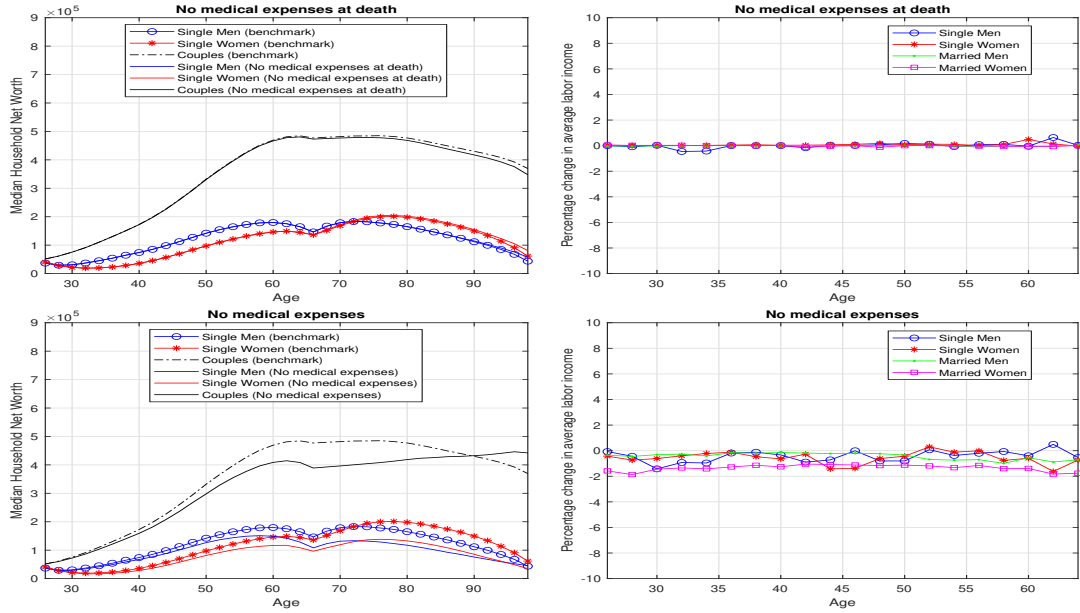 No medical expenses at death
×10⁵
9
8
7
6
5
4
3
2
1
0
Median Household Net Worth
Single Men (benchmark)
Single Women (benchmark)
Couples (benchmark)
Single Men (No medical expenses at death)
Single Women (No medical expenses at death)
Couples (No medical expenses at death)
30 40 50 60 70 80 90
Age
No medical expenses at death
10
8
6
4
2
0
-2
-4
-6
-8
-10
Percentage change in average labor income
Single Men
Single Women
Married Men
Married Women
30 35 40 45 50 55 60
Age
No medical expenses
×10⁵
9
8
7
6
5
4
3
2
1
0
Median Household Net Worth
Single Men (benchmark)
Single Women (benchmark)
Couples (benchmark)
Single Men (No medical expenses)
Single Women (No medical expenses)
Couples (No medical expenses)
30 40 50 60 70 80 90
Age
No medical expenses
10
8
6
4
2
0
-2
-4
-6
-8
-10
Percentage change in average labor income
Single Men
Single Women
Married Men
Married Women
30 35 40 45 50 55 60
Age